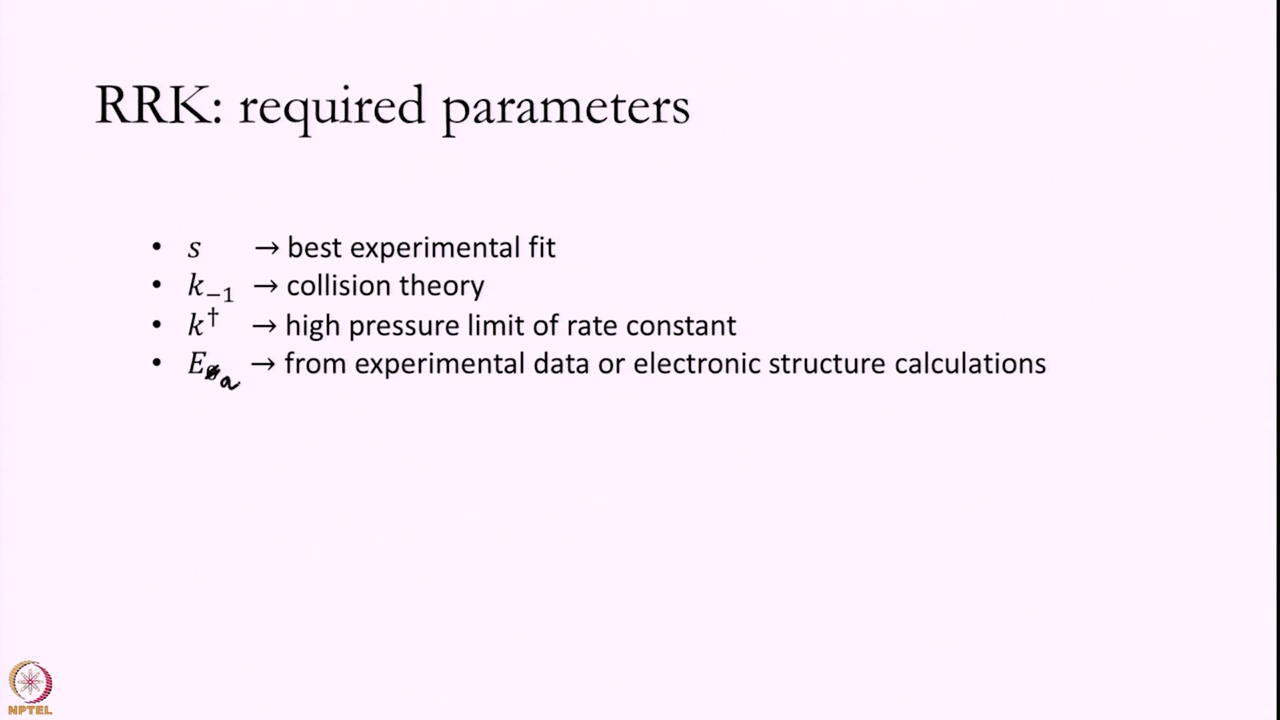 RRK: required parameters
• s → best experimental fit
• k₋₁ → collision theory
• k† → high pressure limit of rate constant
• Eₐ → from experimental data or electronic structure calculations
NPTEL